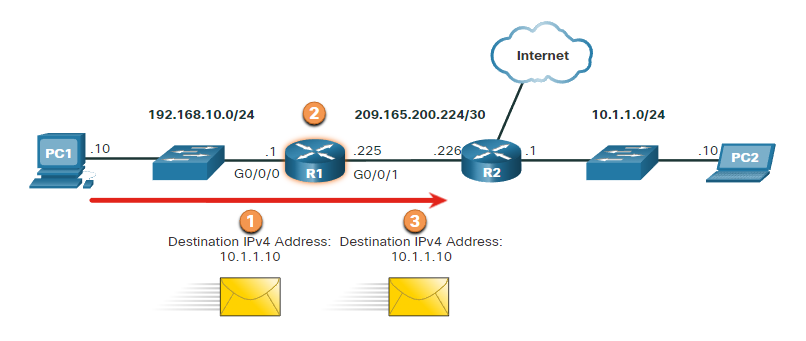 Internet
192.168.10.0/24
2
209.165.200.224/30
10.1.1.0/24
PC1
.10
.1
R1
.225
.226
R2
.1
.10
PC2
G0/0/0
G0/0/1
1
3
Destination IPv4 Address:
10.1.1.10
Destination IPv4 Address:
10.1.1.10